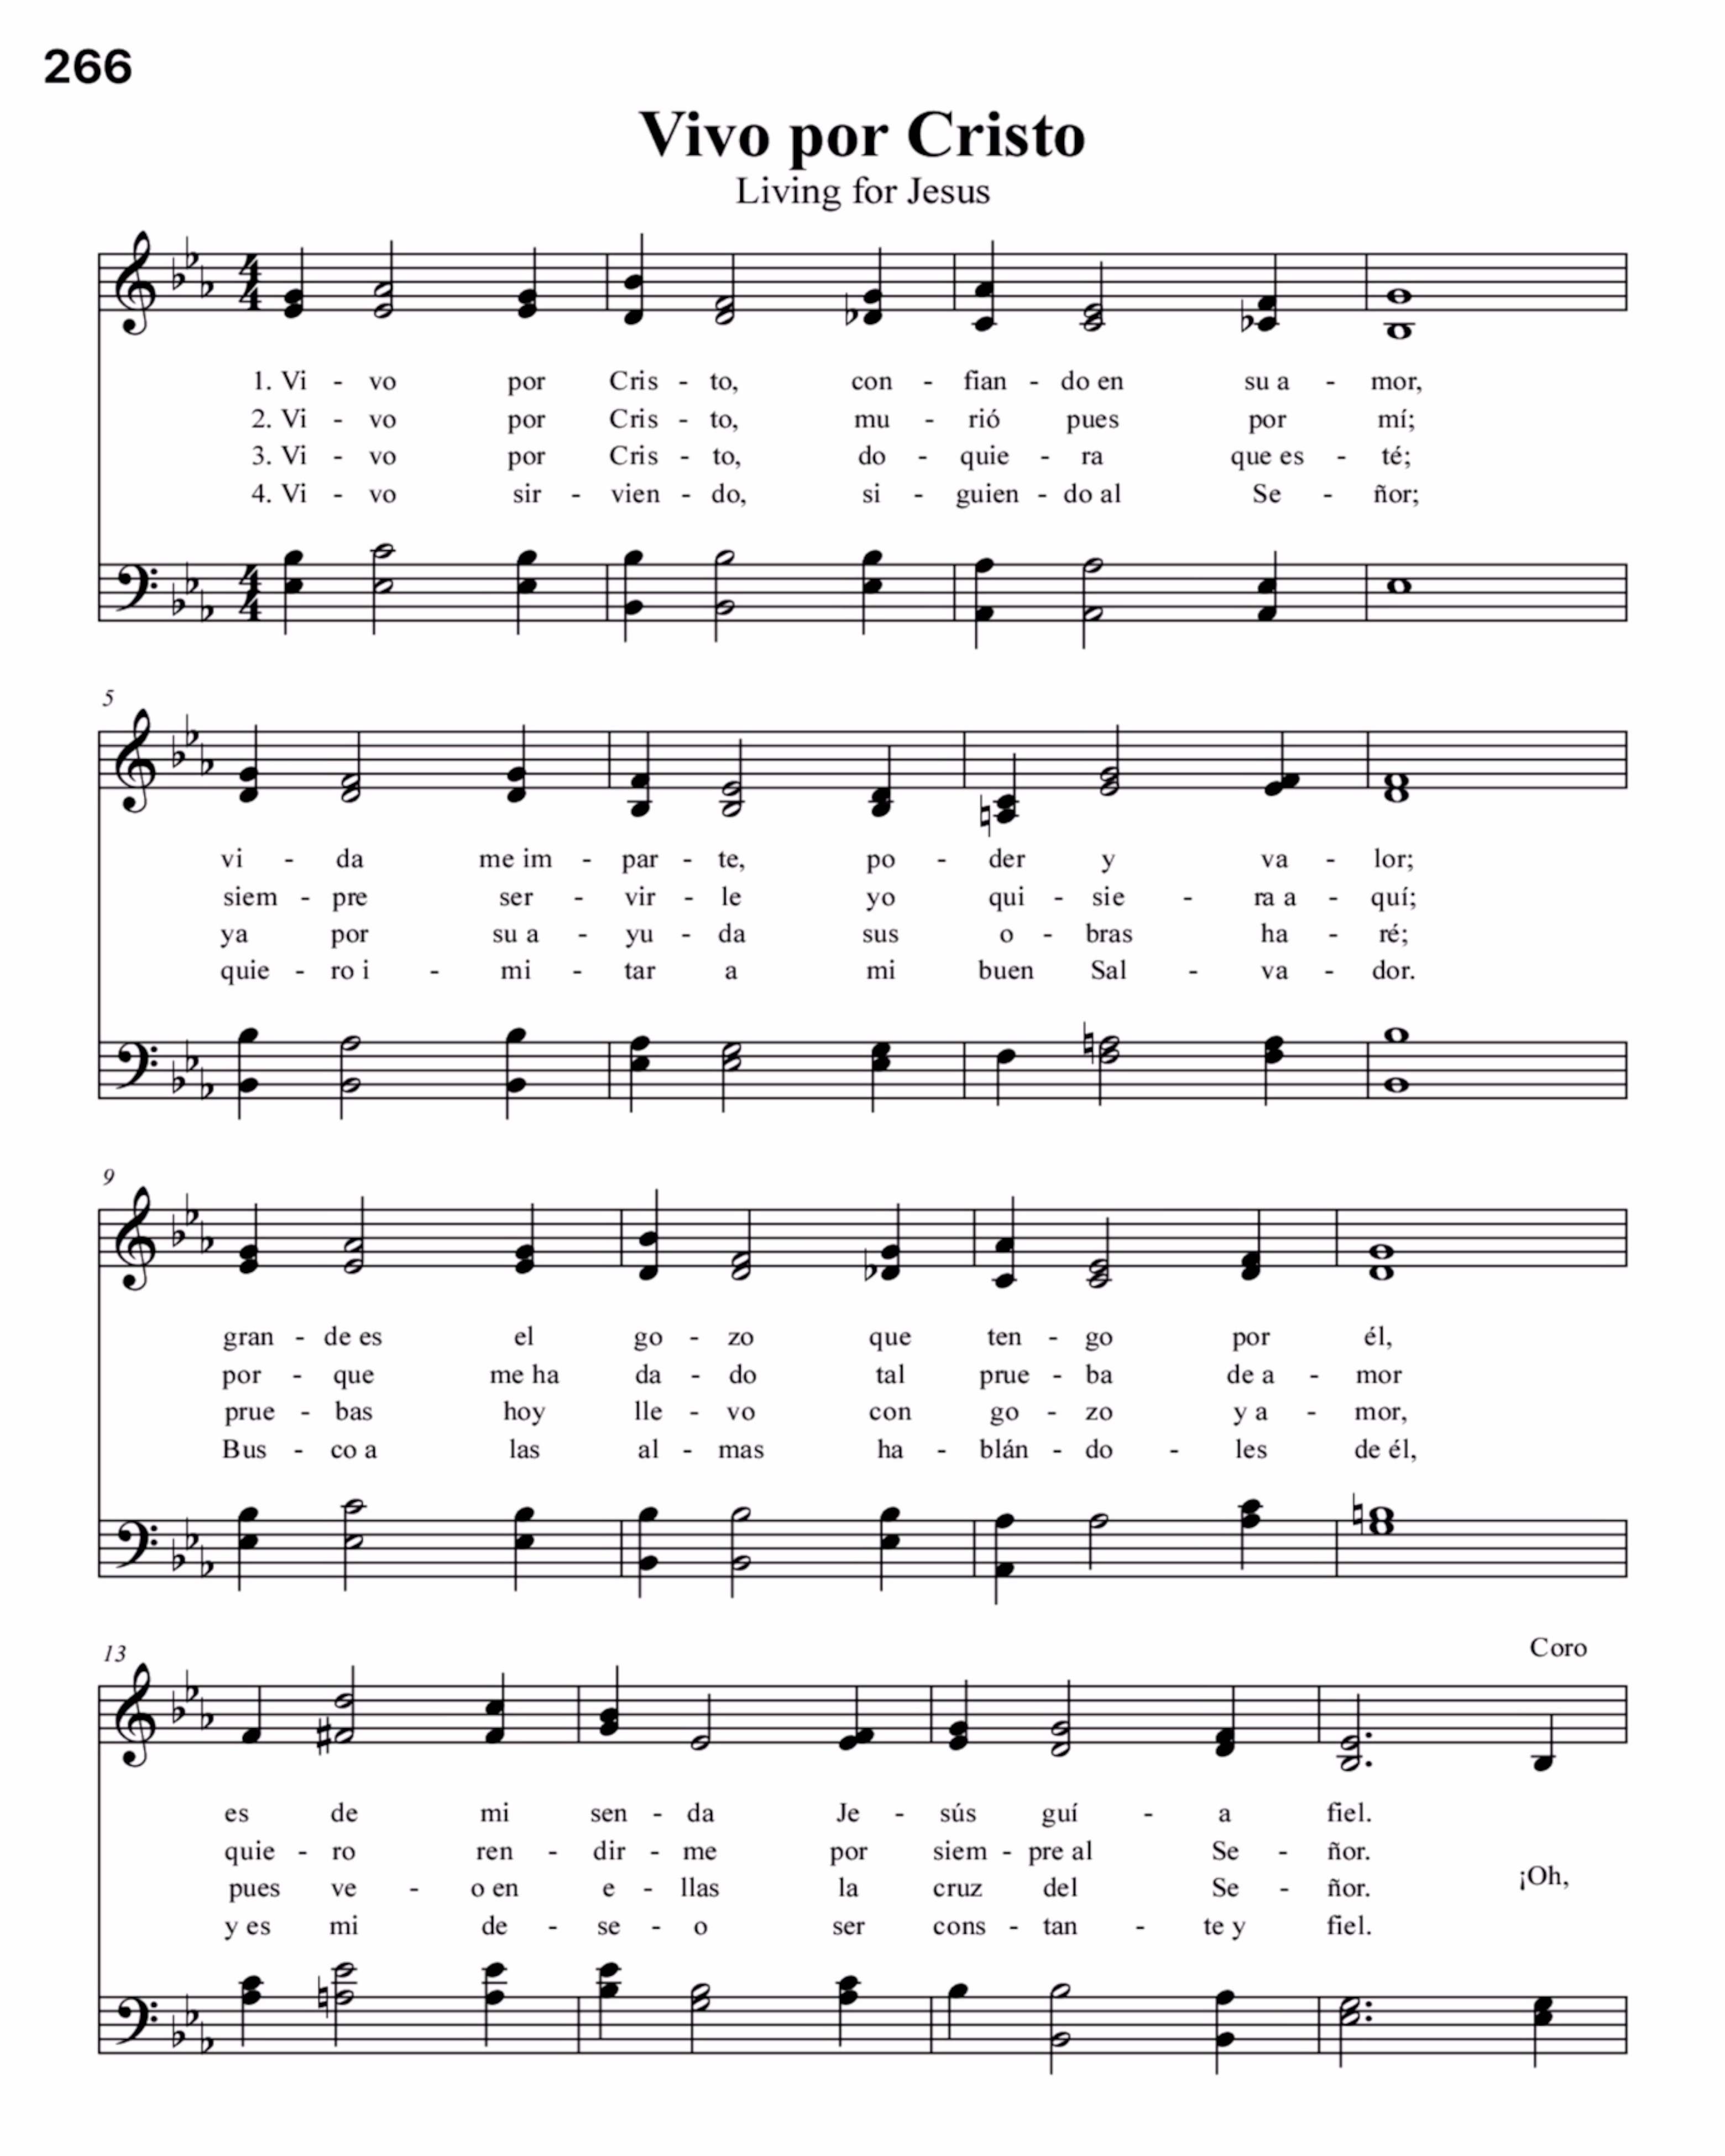 266
Vivo por Cristo
Living for Jesus
1. Vi - vo por Cris - to, con - fian - do en su a - mor,
2. Vi - vo por Cris - to, mu - rió pues por mí;
3. Vi - vo por Cris - to, do - quie - ra que es - té;
4. Vi - vo sir - vien - do, si - guien - do al Se - ñor;
5
vi - da me im - par - te, po - der y va - lor;
siem - pre ser - vir - le yo qui - sie - ra a - quí;
ya por su a - yu - da sus o - bras ha - ré;
quie - ro i - mi - tar a mi buen Sal - va - dor.
9
gran - de es el go - zo que ten - go por él,
por - que me ha da - do tal prue - ba de a - mor
prue - bas hoy lle - vo con go - zo y a - mor,
Bus - co a las al - mas ha - blán - do - les de él,
13
Coro
es de mi sen - da Je - sús guí - a fiel.
quie - ro ren - dir - me por siem - pre al Se - ñor.
pues ve - o en e - llas la cruz del Se - ñor. ¡Oh,
y es mi de - se - o ser cons - tan - te y fiel.